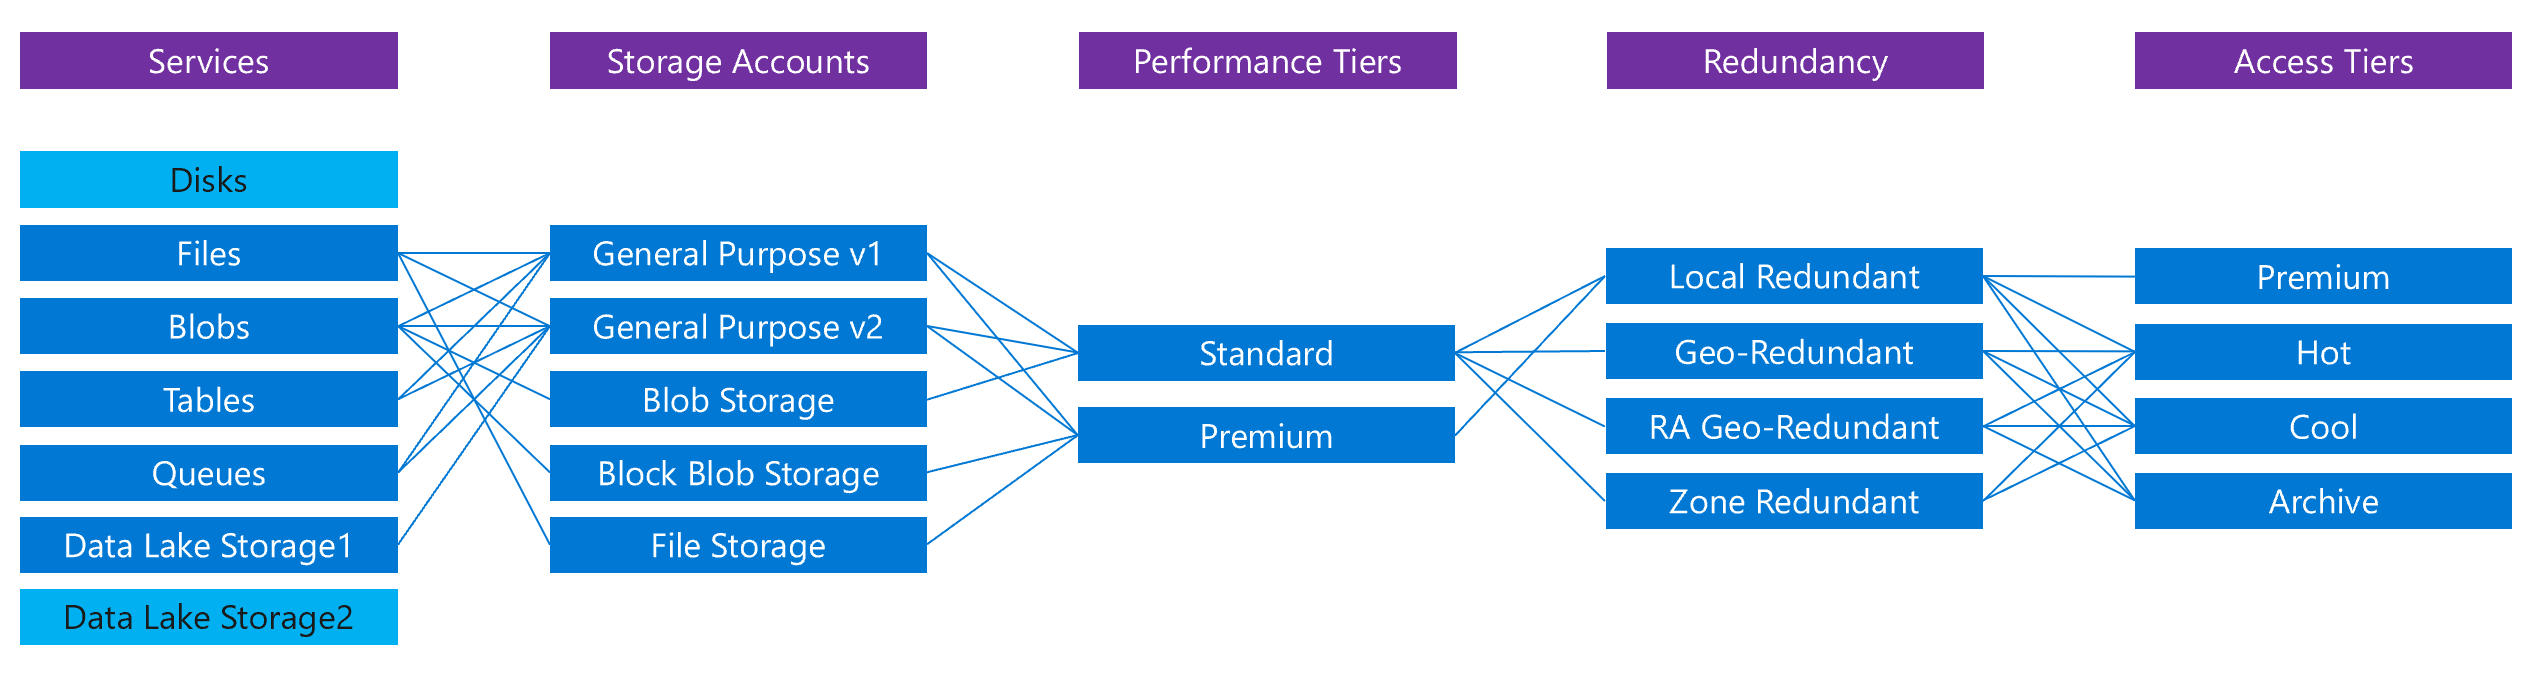 Services
Storage Accounts
Performance Tiers
Redundancy
Access Tiers
Disks
Files
Blobs
Tables
Queues
Data Lake Storage1
Data Lake Storage2
General Purpose v1
General Purpose v2
Blob Storage
Block Blob Storage
File Storage
Standard
Premium
Local Redundant
Geo-Redundant
RA Geo-Redundant
Zone Redundant
Premium
Hot
Cool
Archive